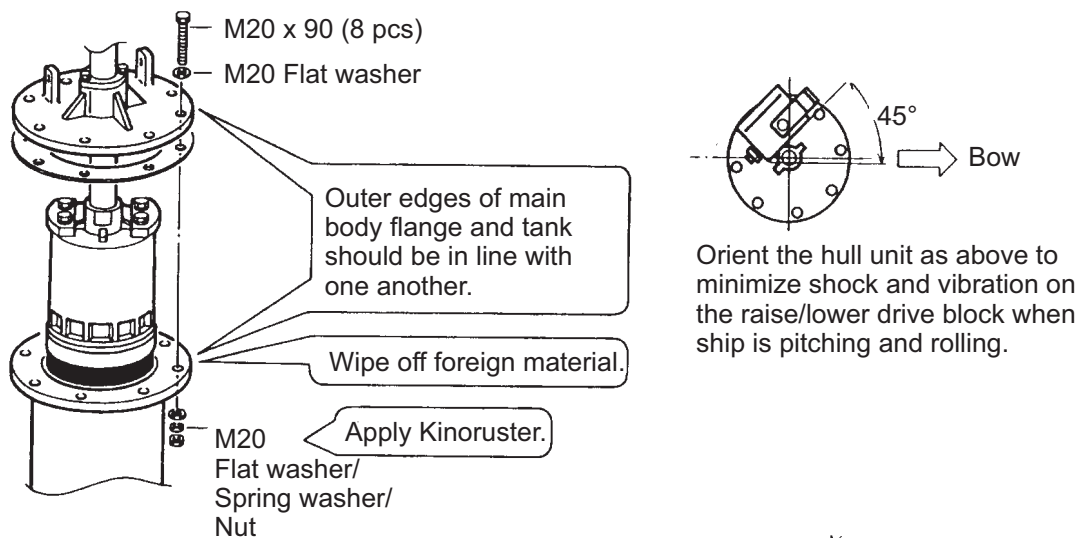 M20 x 90 (8 pcs)
M20 Flat washer
Outer edges of main
body flange and tank
should be in line with
one another.
Wipe off foreign material.
Apply Kinoruster.
M20
Flat washer/
Spring washer/
Nut
45°
Bow
Orient the hull unit as above to
minimize shock and vibration on
the raise/lower drive block when
ship is pitching and rolling.